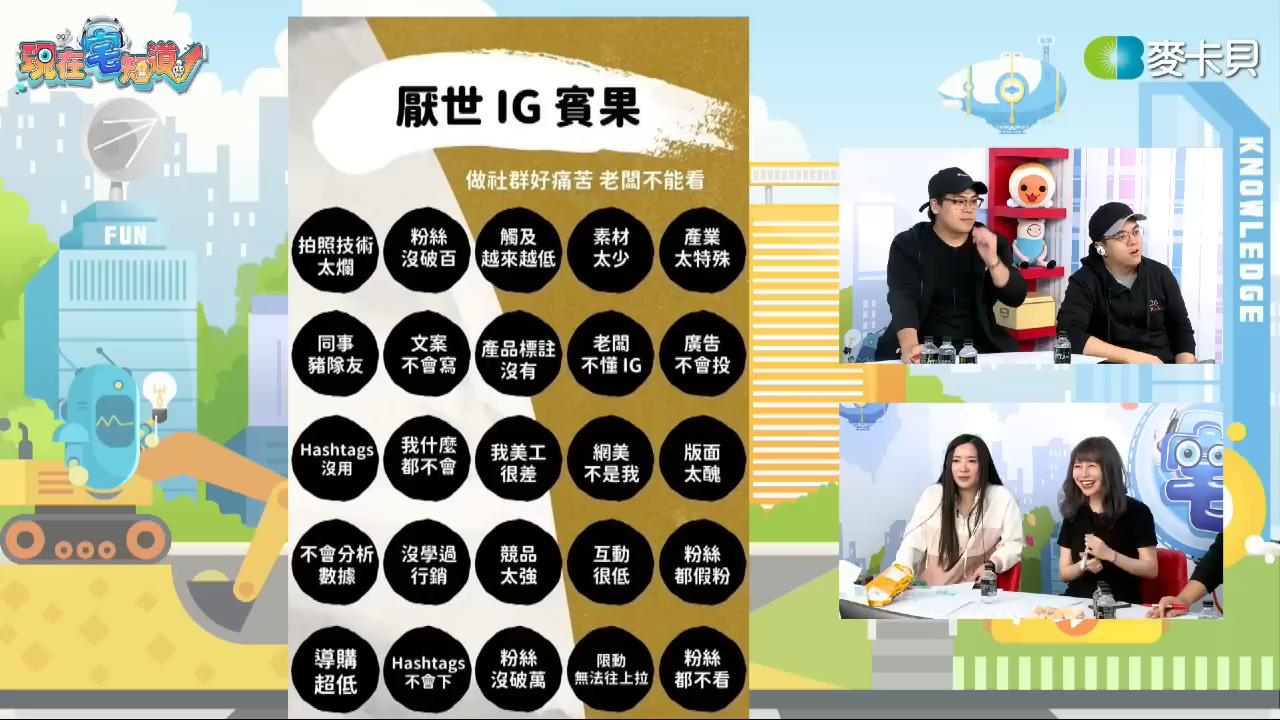 現在宅知道
麥卡貝
KNOWLEDGE
FUN
厭世 IG 賓果
做社群好痛苦 老闆不能看
拍照技術
太爛
粉絲
沒破百
觸及
越來越低
素材
太少
產業
太特殊
同事
豬隊友
文案
不會寫
產品標註
沒有
老闆
不懂 IG
廣告
不會投
Hashtags
沒用
我什麼
都不會
我美工
很差
網美
不是我
版面
太醜
不會分析
數據
沒學過
行銷
競品
太強
互動
很低
粉絲
都假粉
導購
超低
Hashtags
不會下
粉絲
沒破萬
限動
無法往上拉
粉絲
都不看
宅